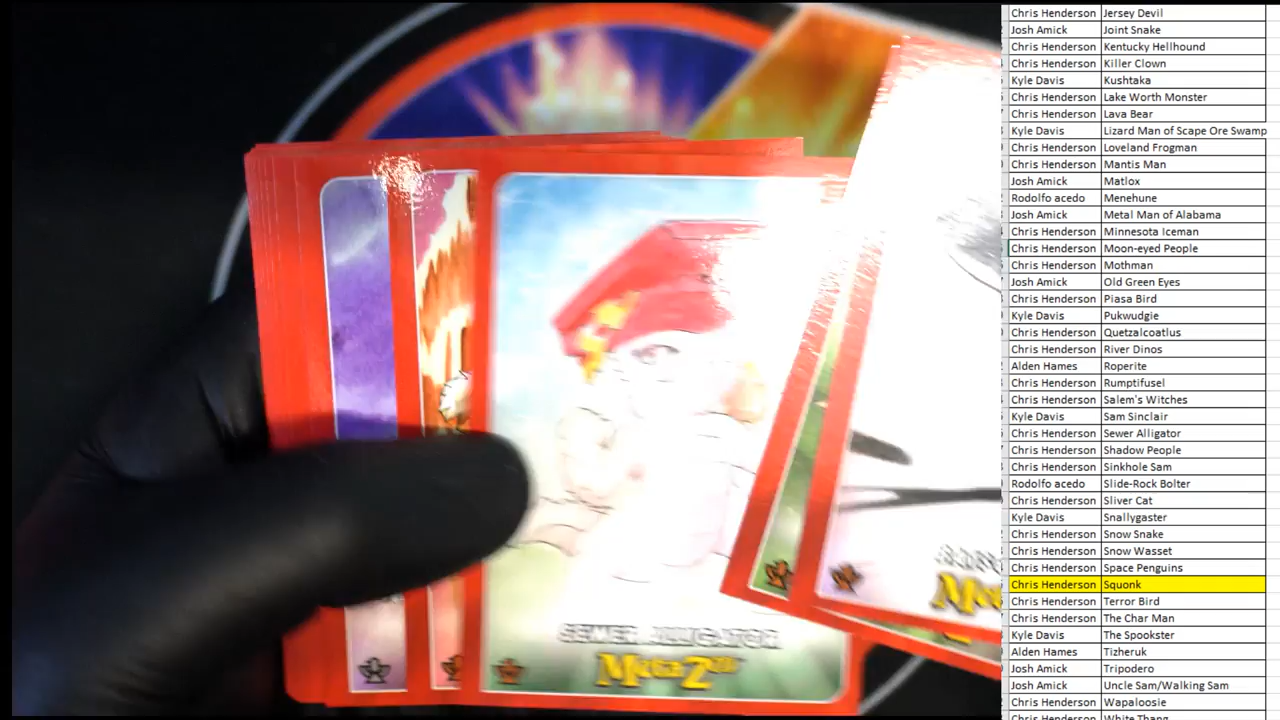 SEWER ALLIGATOR
Chris Henderson Jersey Devil
Josh Amick Joint Snake
Chris Henderson Kentucky Hellhound
Chris Henderson Killer Clown
Kyle Davis Kushtaka
Chris Henderson Lake Worth Monster
Chris Henderson Lava Bear
Kyle Davis Lizard Man of Scape Ore Swamp
Chris Henderson Loveland Frogman
Chris Henderson Mantis Man
Josh Amick Matlox
Rodolfo acedo Menehune
Josh Amick Metal Man of Alabama
Chris Henderson Minnesota Iceman
Chris Henderson Moon-eyed People
Chris Henderson Mothman
Josh Amick Old Green Eyes
Chris Henderson Piasa Bird
Kyle Davis Pukwudgie
Chris Henderson Quetzalcoatlus
Chris Henderson River Dinos
Alden Hames Roperite
Chris Henderson Rumptifusel
Chris Henderson Salem's Witches
Kyle Davis Sam Sinclair
Chris Henderson Sewer Alligator
Chris Henderson Shadow People
Chris Henderson Sinkhole Sam
Rodolfo acedo Slide-Rock Bolter
Chris Henderson Sliver Cat
Kyle Davis Snallygaster
Chris Henderson Snow Snake
Chris Henderson Snow Wasset
Chris Henderson Space Penguins
Chris Henderson Squonk
Chris Henderson Terror Bird
Chris Henderson The Char Man
Kyle Davis The Spookster
Alden Hames Tizheruk
Josh Amick Tripodero
Josh Amick Uncle Sam/Walking Sam
Chris Henderson Wapaloosie
Chris Henderson White Thang